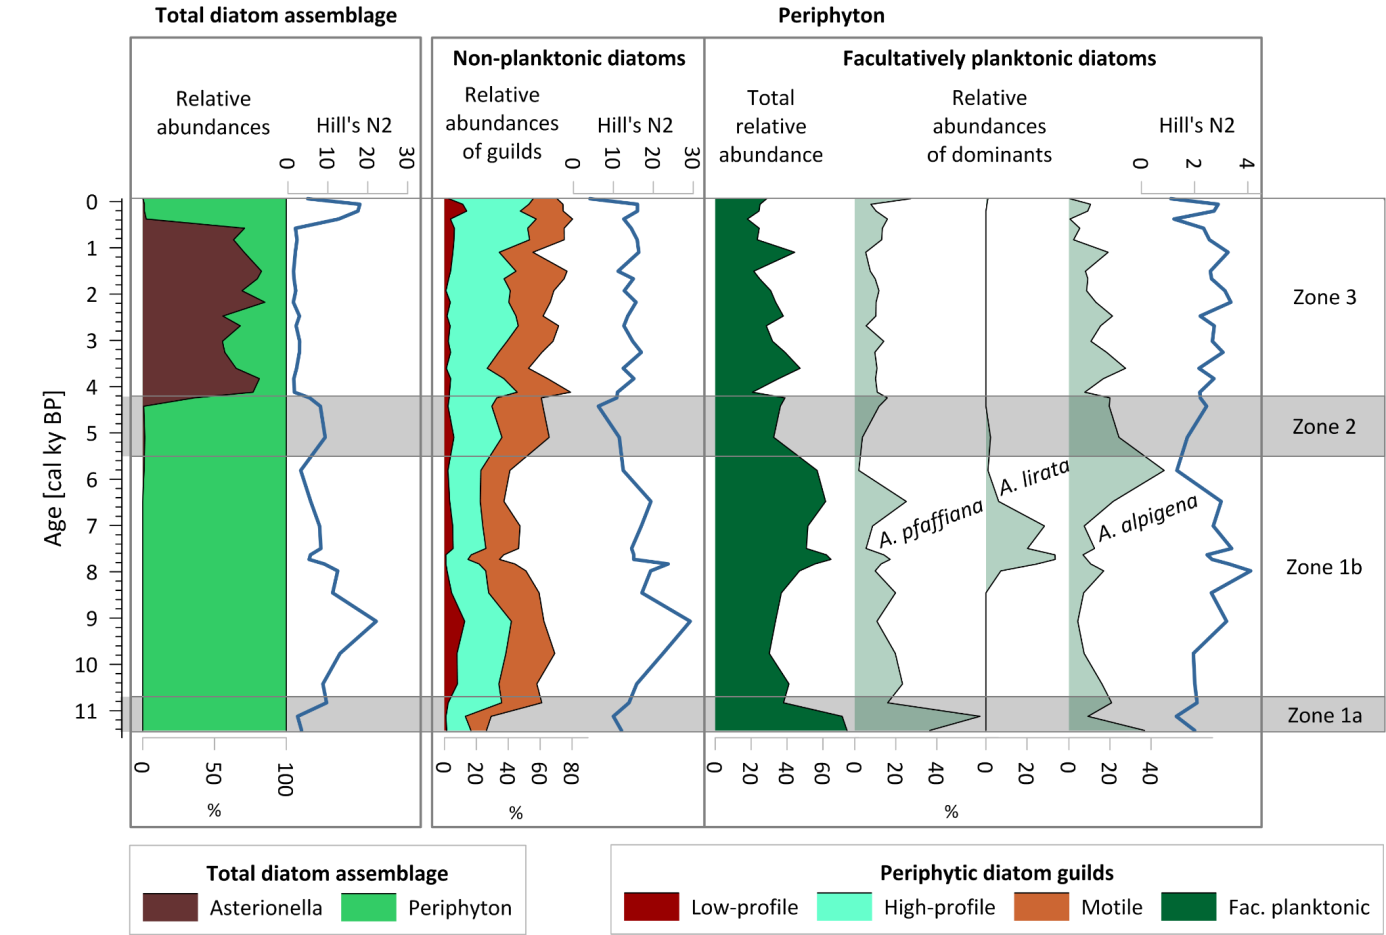 Total diatom assemblage
Periphyton
Non-planktonic diatoms
Facultatively planktonic diatoms
Relative
abundances
Hill's N2
Relative
abundances
of guilds
Hill's N2
Total
relative
abundance
Relative
abundances
of dominants
Hill's N2
0 10 20 30
0 10 20 30
0 2 4
Age [cal ky BP]
0
1
2
3
4
5
6
7
8
9
10
11
Zone 3
Zone 2
Zone 1b
Zone 1a
A. pfaffiana
A. lirata
A. alpigena
0 50 100
0 20 40 60 80
0 20 40 60
0 20 40
0 20
0 20 40
%
%
%
Total diatom assemblage
Asterionella
Periphyton
Periphytic diatom guilds
Low-profile
High-profile
Motile
Fac. planktonic